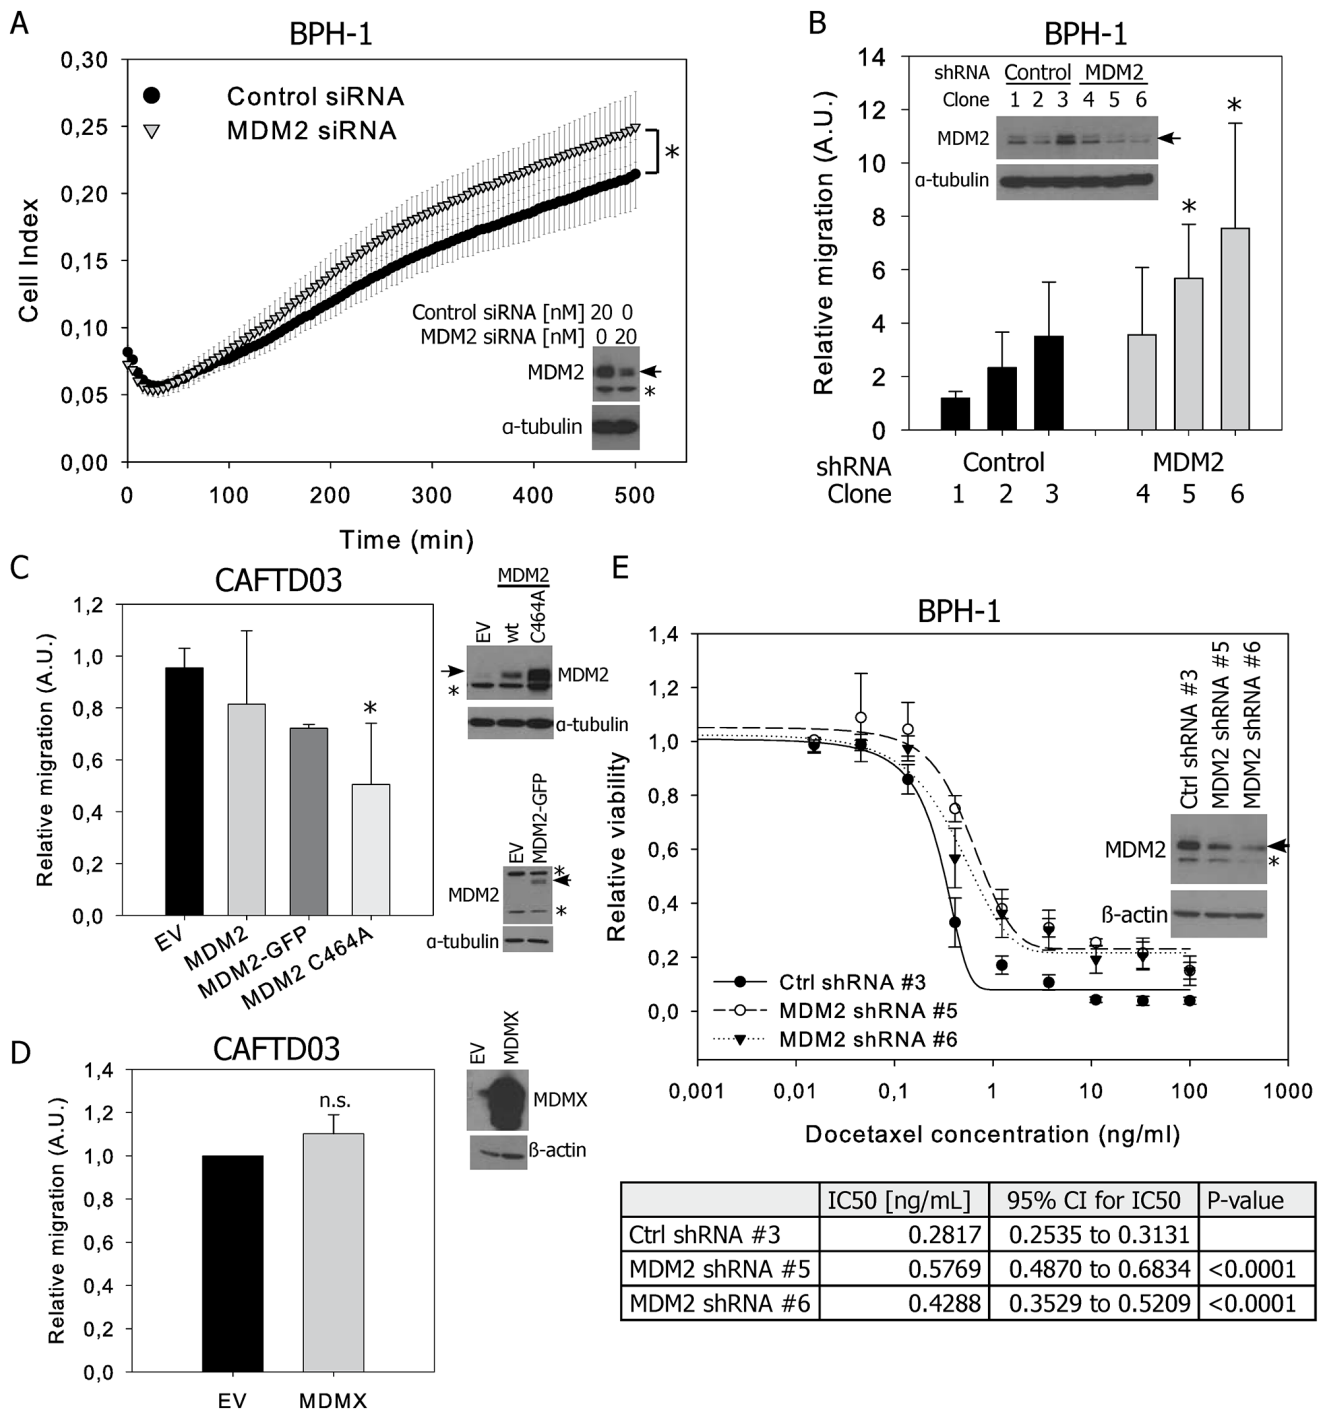 A
BPH-1
0,30
0,25
0,20
0,15
0,10
0,05
0,00
Cell Index
Control siRNA
MDM2 siRNA
*
Control siRNA [nM] 20 0
MDM2 siRNA [nM] 0 20
MDM2
*
α-tubulin
0 100 200 300 400 500
Time (min)
B
BPH-1
14
12
10
8
6
4
2
0
Relative migration (A.U.)
shRNA Control MDM2
Clone 1 2 3 4 5 6
MDM2
α-tubulin
*
*
shRNA Control MDM2
Clone 1 2 3 4 5 6
C
CAFTD03
1,2
1,0
0,8
0,6
0,4
0,2
0,0
Relative migration (A.U.)
*
EV
MDM2
MDM2-GFP
MDM2 C464A
MDM2
EV
wt
C464A
MDM2
*
α-tubulin
EV
MDM2-GFP
*
MDM2
*
α-tubulin
D
CAFTD03
1,4
1,2
1,0
0,8
0,6
0,4
0,2
0,0
Relative migration (A.U.)
n.s.
EV MDMX
EV
MDMX
MDMX
ß-actin
E
BPH-1
1,4
1,2
1,0
0,8
0,6
0,4
0,2
0,0
Relative viability
Ctrl shRNA #3
MDM2 shRNA #5
MDM2 shRNA #6
MDM2
*
ß-actin
Ctrl shRNA #3
MDM2 shRNA #5
MDM2 shRNA #6
0,001 0,01 0,1 1 10 100 1000
Docetaxel concentration (ng/ml)
IC50 [ng/mL] 95% CI for IC50 P-value
Ctrl shRNA #3 0.2817 0.2535 to 0.3131
MDM2 shRNA #5 0.5769 0.4870 to 0.6834 <0.0001
MDM2 shRNA #6 0.4288 0.3529 to 0.5209 <0.0001